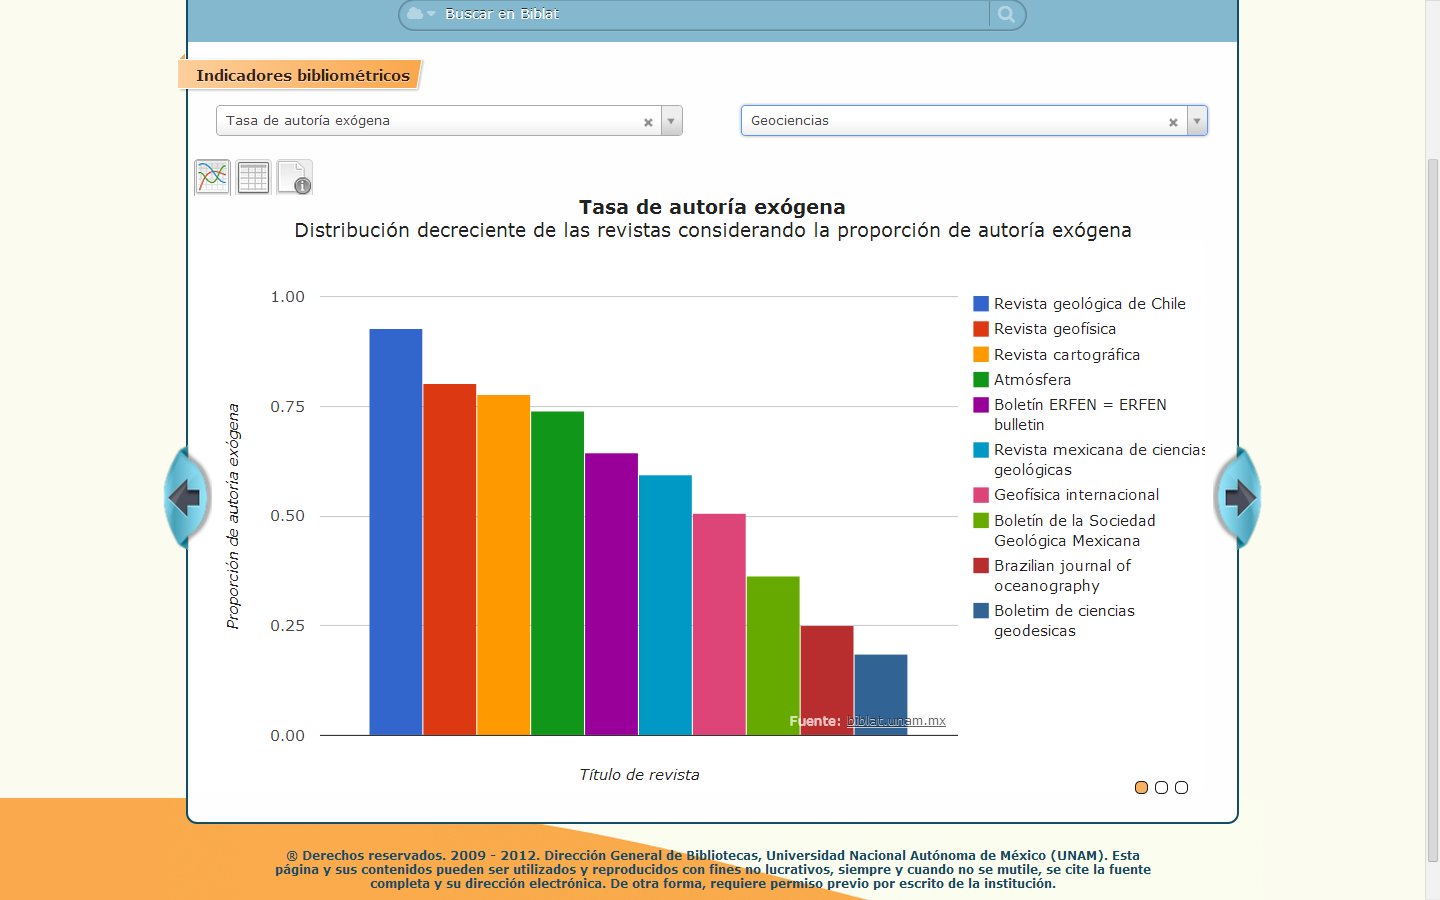 Buscar en Biblat
Indicadores bibliométricos
Tasa de autoría exógena
Geociencias
Tasa de autoría exógena
Distribución decreciente de las revistas considerando la proporción de autoría exógena
1.00
0.75
0.50
0.25
0.00
Proporción de autoría exógena
Título de revista
Revista geológica de Chile
Revista geofísica
Revista cartográfica
Atmósfera
Boletín ERFEN = ERFEN
bulletin
Revista mexicana de ciencias
geológicas
Geofísica internacional
Boletín de la Sociedad
Geológica Mexicana
Brazilian journal of
oceanography
Boletim de ciencias
geodesicas
Fuente: biblat.unam.mx
® Derechos reservados. 2009 - 2012. Dirección General de Bibliotecas, Universidad Nacional Autónoma de México (UNAM). Esta
página y sus contenidos pueden ser utilizados y reproducidos con fines no lucrativos, siempre y cuando no se mutile, se cite la fuente
completa y su dirección electrónica. De otra forma, requiere permiso previo por escrito de la institución.